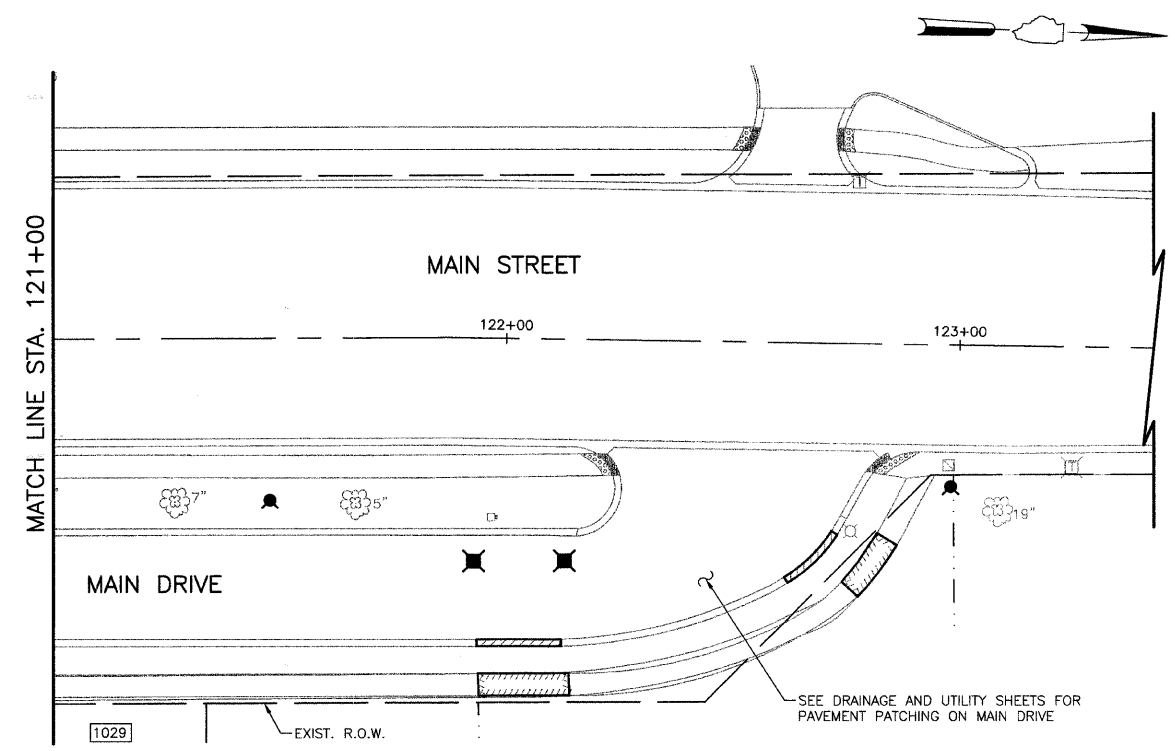 MATCH LINE STA. 121+00
MAIN STREET
122+00
123+00
7"
5"
19"
MAIN DRIVE
SEE DRAINAGE AND UTILITY SHEETS FOR
PAVEMENT PATCHING ON MAIN DRIVE
1029
EXIST. R.O.W.